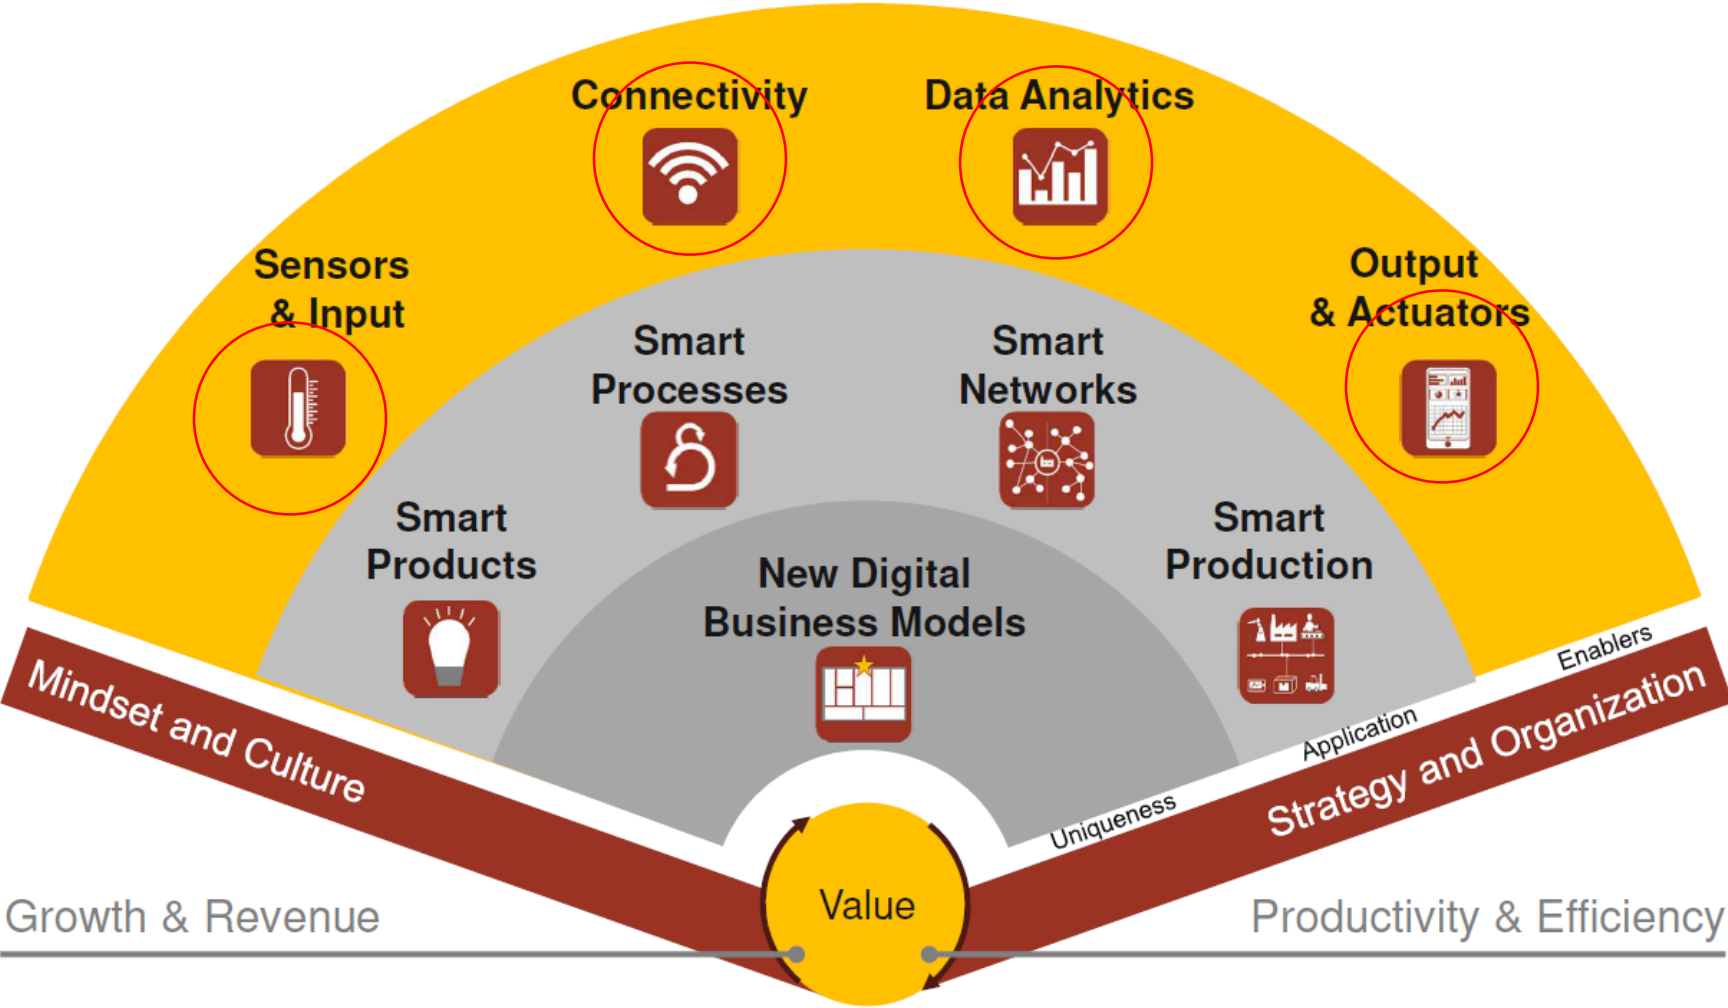 Connectivity
Data Analytics
Sensors
& Input
Output
& Actuators
Smart
Processes
Smart
Networks
Smart
Products
Smart
Production
New Digital
Business Models
Enablers
Application
Uniqueness
Mindset and Culture
Strategy and Organization
Value
Growth & Revenue
Productivity & Efficiency